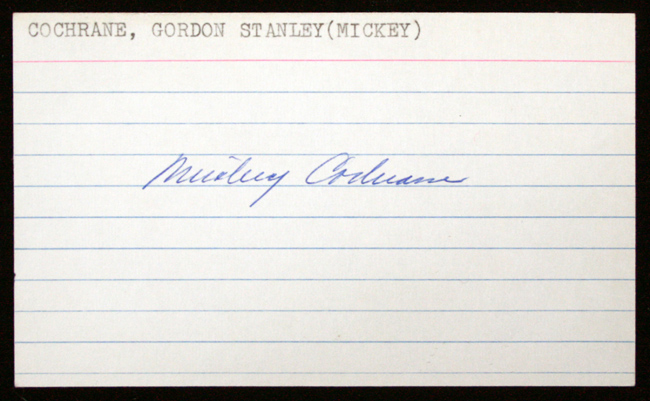 COCHRANE, GORDON STANLEY(MICKEY)
Mickey Cochrane